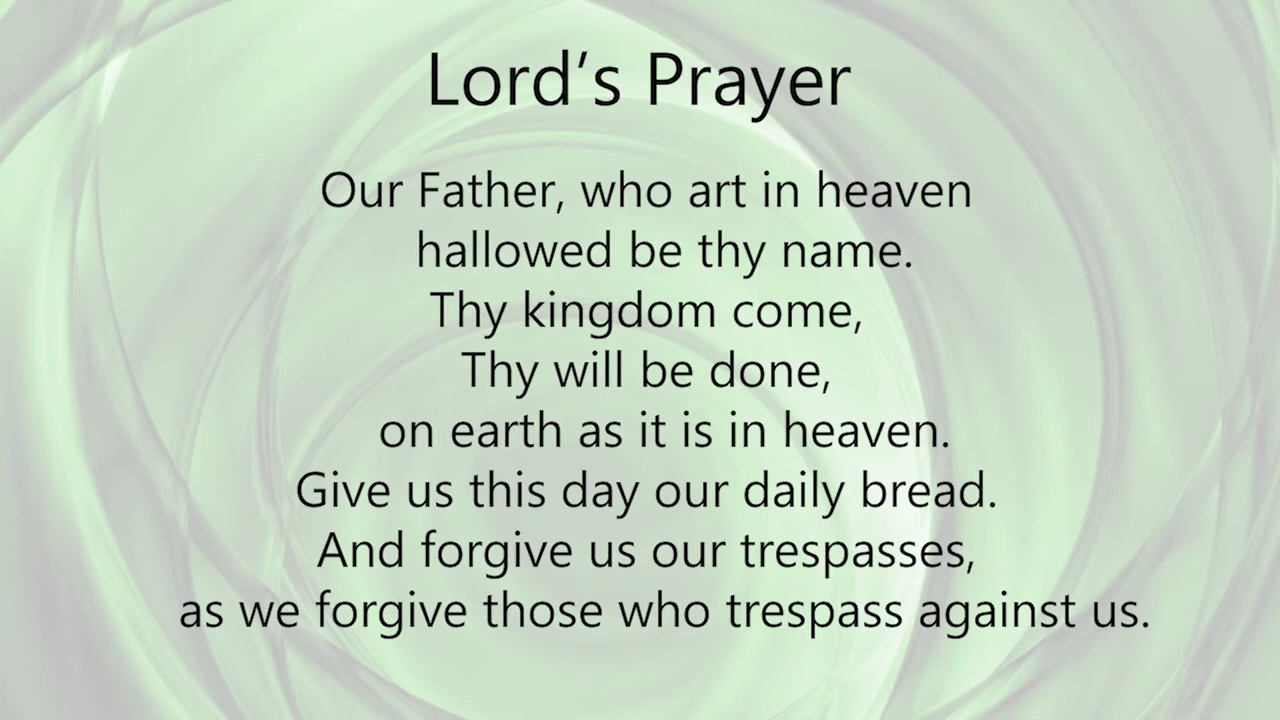 Lord’s Prayer
Our Father, who art in heaven
hallowed be thy name.
Thy kingdom come,
Thy will be done,
on earth as it is in heaven.
Give us this day our daily bread.
And forgive us our trespasses,
as we forgive those who trespass against us.